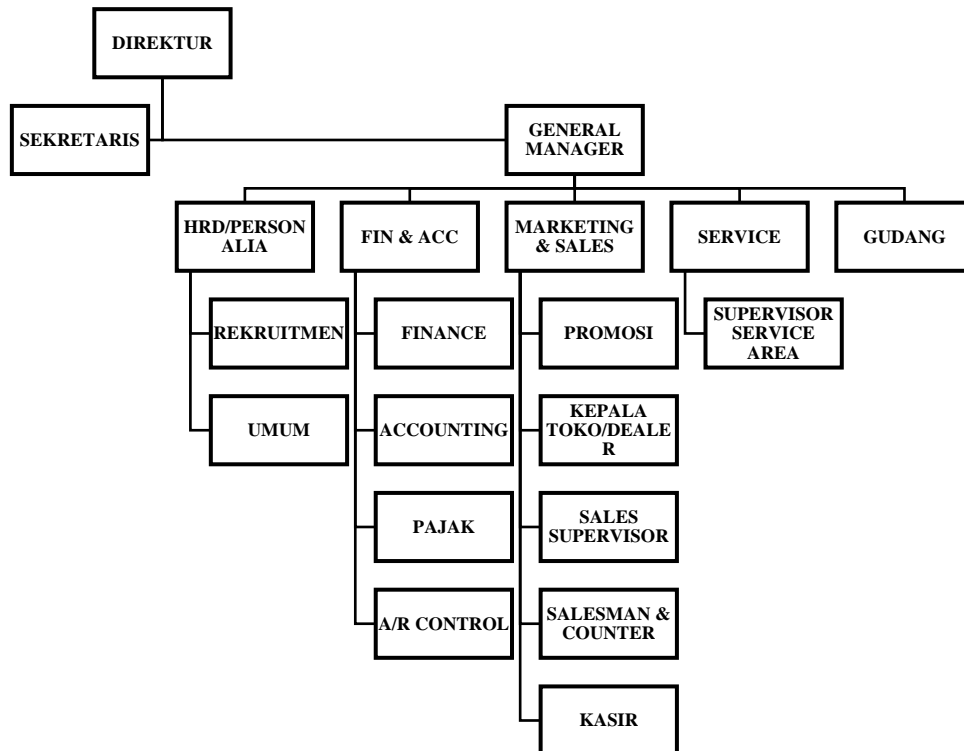 DIREKTUR
SEKRETARIS
GENERAL
MANAGER
HRD/PERSON
ALIA
FIN & ACC
MARKETING
& SALES
SERVICE
GUDANG
REKRUITMEN
FINANCE
PROMOSI
SUPERVISOR
SERVICE
AREA
UMUM
ACCOUNTING
KEPALA
TOKO/DEALE
R
PAJAK
SALES
SUPERVISOR
A/R CONTROL
SALESMAN &
COUNTER
KASIR